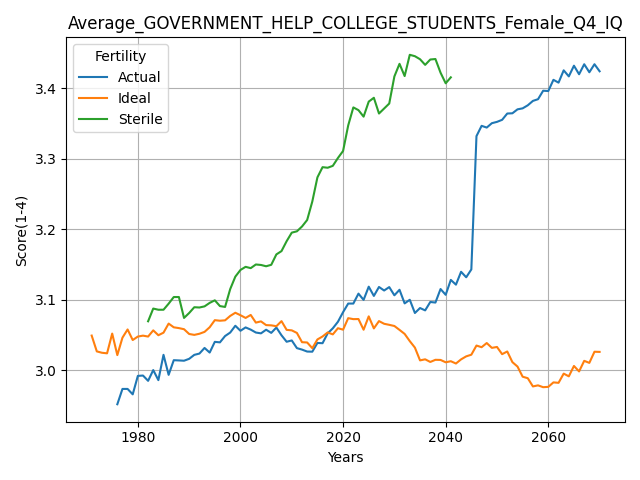 Average_GOVERNMENT_HELP_COLLEGE_STUDENTS_Female_Q4_IQ
Fertility
Actual
Ideal
Sterile
Score(1-4)
3.4
3.3
3.2
3.1
3.0
1980 2000 2020 2040 2060
Years